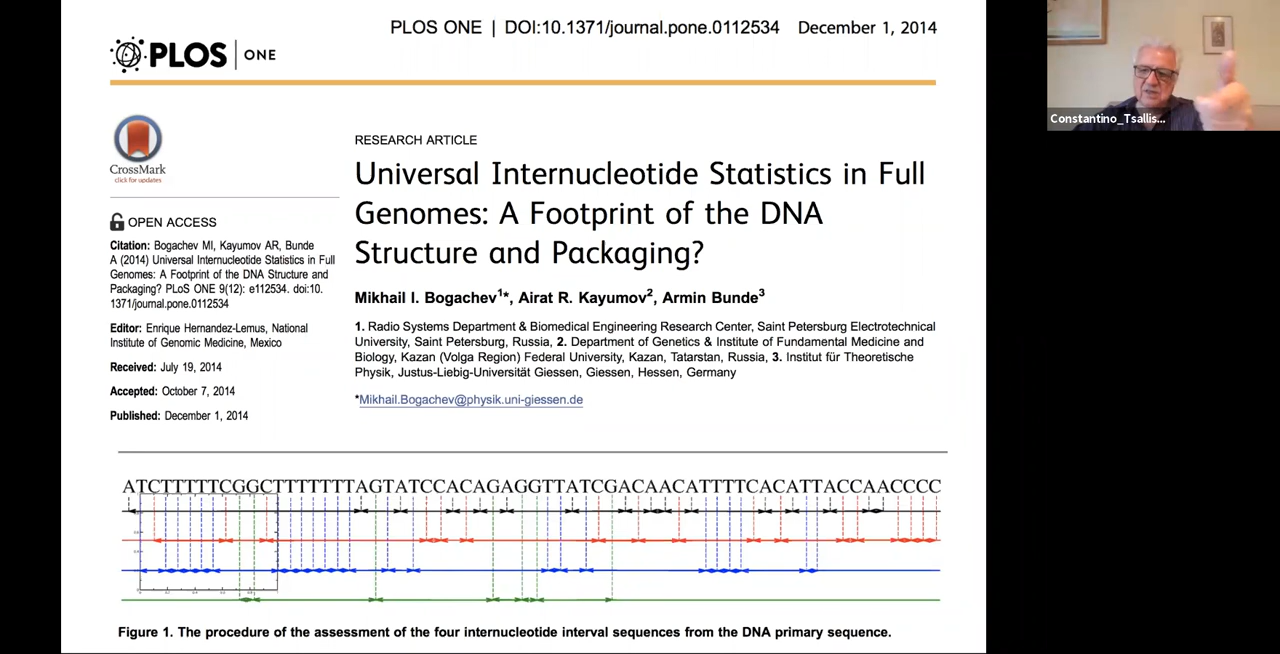 PLOS ONE | DOI:10.1371/journal.pone.0112534 December 1, 2014
PLOS ONE
Constantino_Tsallis...
CrossMark
click for updates
OPEN ACCESS
Citation: Bogachev MI, Kayumov AR, Bunde
A (2014) Universal Internucleotide Statistics in Full
Genomes: A Footprint of the DNA Structure and
Packaging? PLoS ONE 9(12): e112534. doi:10.
1371/journal.pone.0112534
Editor: Enrique Hernandez-Lemus, National
Institute of Genomic Medicine, Mexico
Received: July 19, 2014
Accepted: October 7, 2014
Published: December 1, 2014
RESEARCH ARTICLE
Universal Internucleotide Statistics in Full
Genomes: A Footprint of the DNA
Structure and Packaging?
Mikhail I. Bogachev1*, Airat R. Kayumov2, Armin Bunde3
1. Radio Systems Department & Biomedical Engineering Research Center, Saint Petersburg Electrotechnical
University, Saint Petersburg, Russia, 2. Department of Genetics & Institute of Fundamental Medicine and
Biology, Kazan (Volga Region) Federal University, Kazan, Tatarstan, Russia, 3. Institut für Theoretische
Physik, Justus-Liebig-Universität Giessen, Giessen, Hessen, Germany
*Mikhail.Bogachev@physik.uni-giessen.de
ATCTTTTTCGGCTTTTTTTAGTATCCACAGAGGTTATCGACAACATTTTCACATTACCAACCCC
Figure 1. The procedure of the assessment of the four internucleotide interval sequences from the DNA primary sequence.